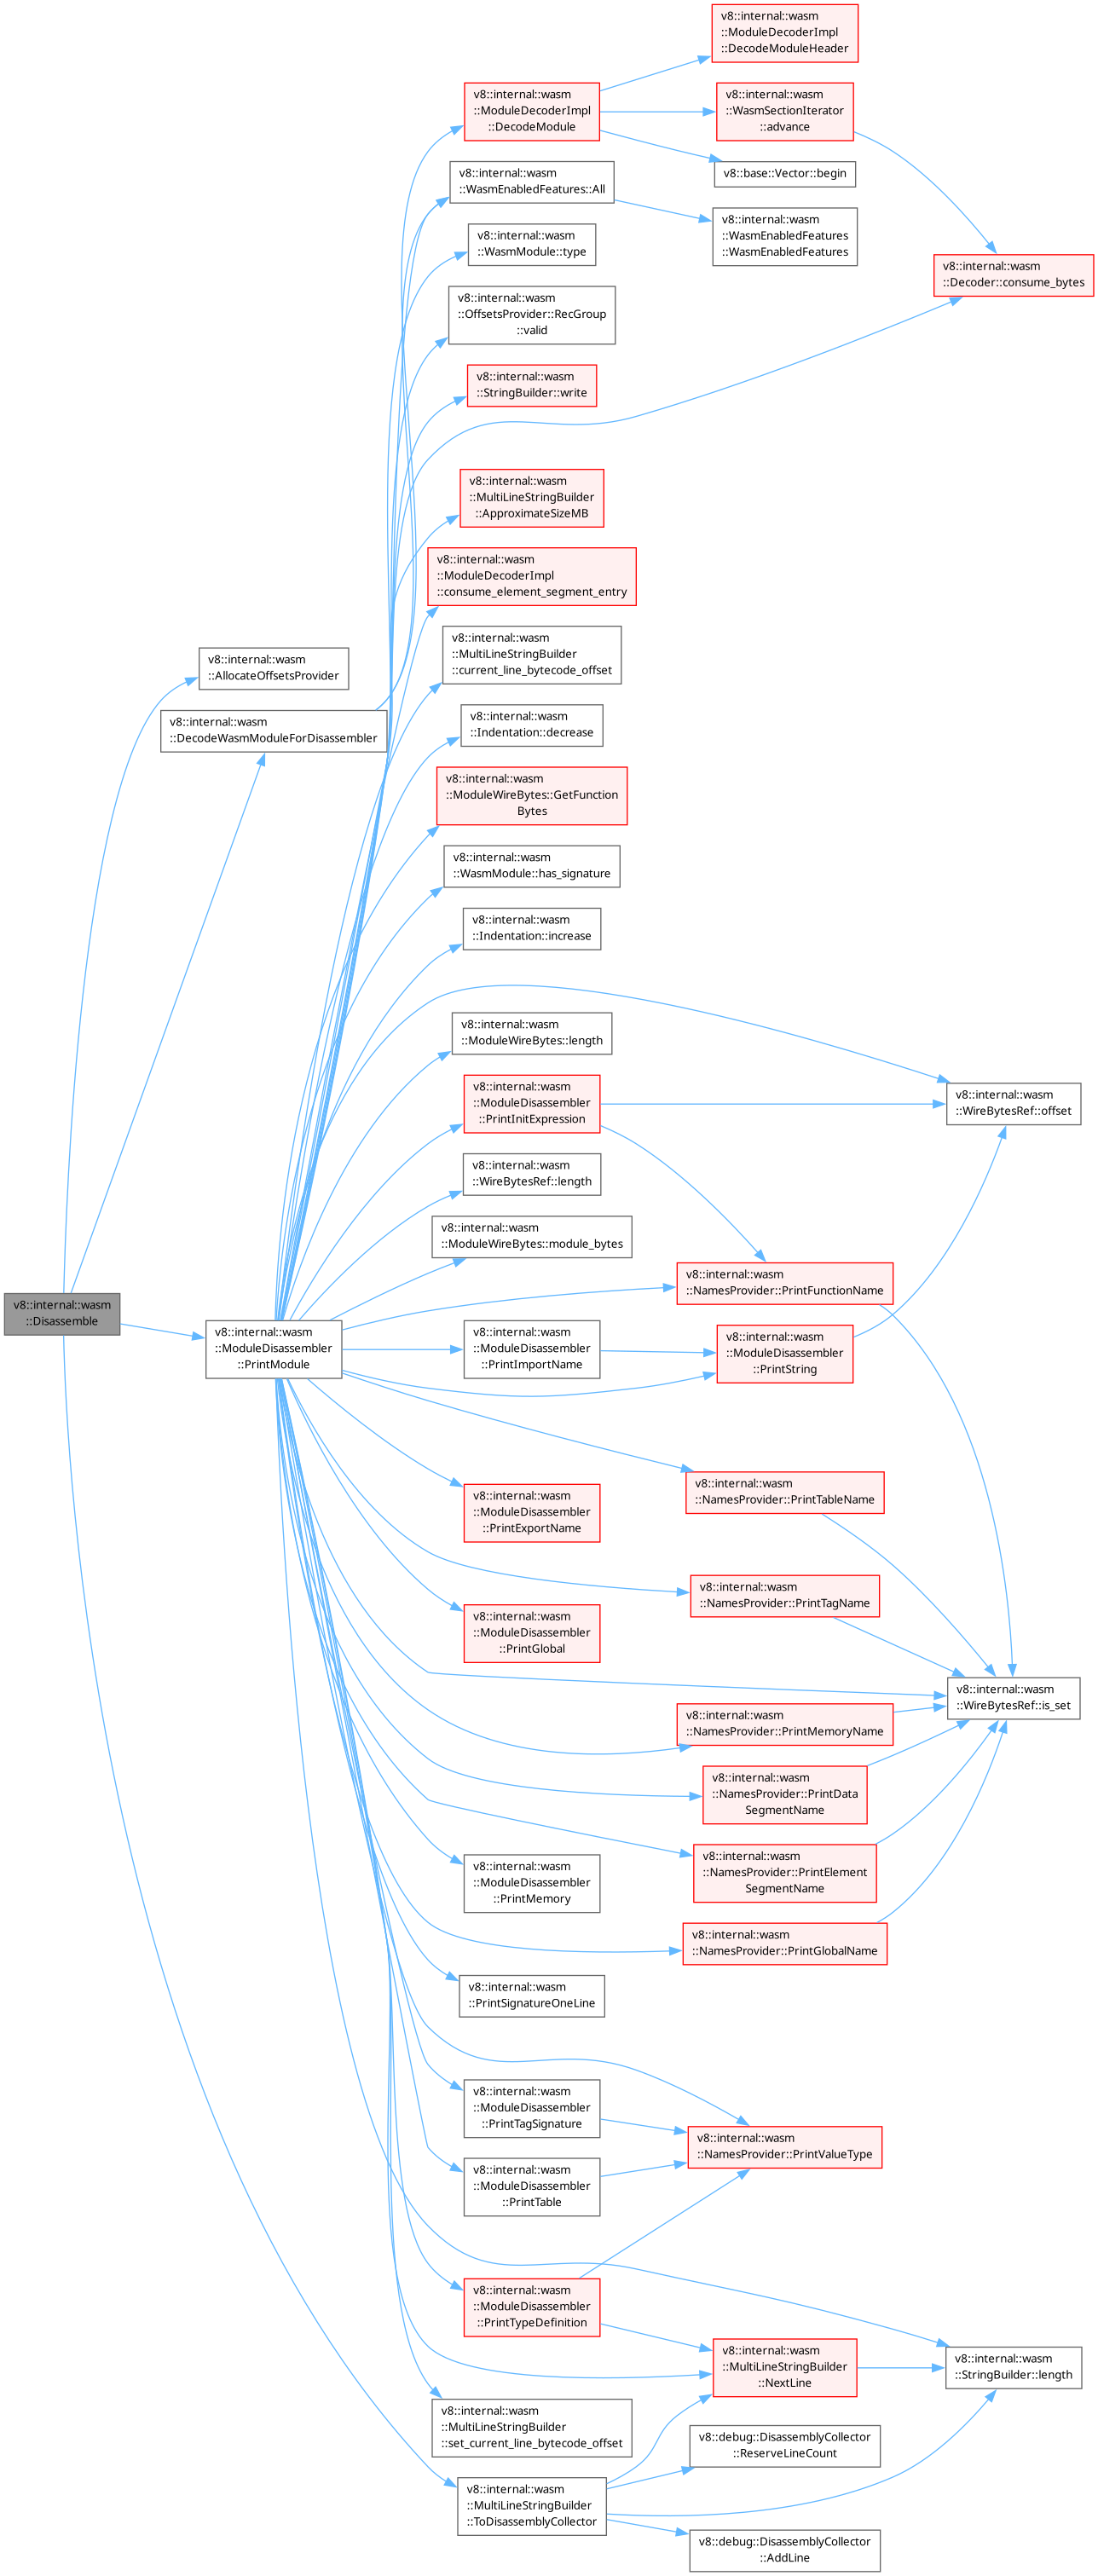 v8::internal::wasm
::ModuleDecoderImpl
::DecodeModuleHeader
v8::internal::wasm
::ModuleDecoderImpl
::DecodeModule
v8::internal::wasm
::WasmSectionIterator
::advance
v8::base::Vector::begin
v8::internal::wasm
::WasmEnabledFeatures::All
v8::internal::wasm
::WasmEnabledFeatures
::WasmEnabledFeatures
v8::internal::wasm
::WasmModule::type
v8::internal::wasm
::Decoder::consume_bytes
v8::internal::wasm
::OffsetsProvider::RecGroup
::valid
v8::internal::wasm
::StringBuilder::write
v8::internal::wasm
::MultiLineStringBuilder
::ApproximateSizeMB
v8::internal::wasm
::ModuleDecoderImpl
::consume_element_segment_entry
v8::internal::wasm
::MultiLineStringBuilder
::current_line_bytecode_offset
v8::internal::wasm
::AllocateOffsetsProvider
v8::internal::wasm
::DecodeWasmModuleForDisassembler
v8::internal::wasm
::Indentation::decrease
v8::internal::wasm
::ModuleWireBytes::GetFunction
Bytes
v8::internal::wasm
::WasmModule::has_signature
v8::internal::wasm
::Indentation::increase
v8::internal::wasm
::ModuleWireBytes::length
v8::internal::wasm
::ModuleDisassembler
::PrintInitExpression
v8::internal::wasm
::WireBytesRef::offset
v8::internal::wasm
::WireBytesRef::length
v8::internal::wasm
::ModuleWireBytes::module_bytes
v8::internal::wasm
::NamesProvider::PrintFunctionName
v8::internal::wasm
::Disassemble
v8::internal::wasm
::ModuleDisassembler
::PrintModule
v8::internal::wasm
::ModuleDisassembler
::PrintImportName
v8::internal::wasm
::ModuleDisassembler
::PrintString
v8::internal::wasm
::NamesProvider::PrintTableName
v8::internal::wasm
::ModuleDisassembler
::PrintExportName
v8::internal::wasm
::NamesProvider::PrintTagName
v8::internal::wasm
::ModuleDisassembler
::PrintGlobal
v8::internal::wasm
::WireBytesRef::is_set
v8::internal::wasm
::NamesProvider::PrintMemoryName
v8::internal::wasm
::NamesProvider::PrintData
SegmentName
v8::internal::wasm
::NamesProvider::PrintElement
SegmentName
v8::internal::wasm
::ModuleDisassembler
::PrintMemory
v8::internal::wasm
::NamesProvider::PrintGlobalName
v8::internal::wasm
::PrintSignatureOneLine
v8::internal::wasm
::ModuleDisassembler
::PrintTagSignature
v8::internal::wasm
::NamesProvider::PrintValueType
v8::internal::wasm
::ModuleDisassembler
::PrintTable
v8::internal::wasm
::ModuleDisassembler
::PrintTypeDefinition
v8::internal::wasm
::MultiLineStringBuilder
::NextLine
v8::internal::wasm
::StringBuilder::length
v8::internal::wasm
::MultiLineStringBuilder
::set_current_line_bytecode_offset
v8::debug::DisassemblyCollector
::ReserveLineCount
v8::internal::wasm
::MultiLineStringBuilder
::ToDisassemblyCollector
v8::debug::DisassemblyCollector
::AddLine